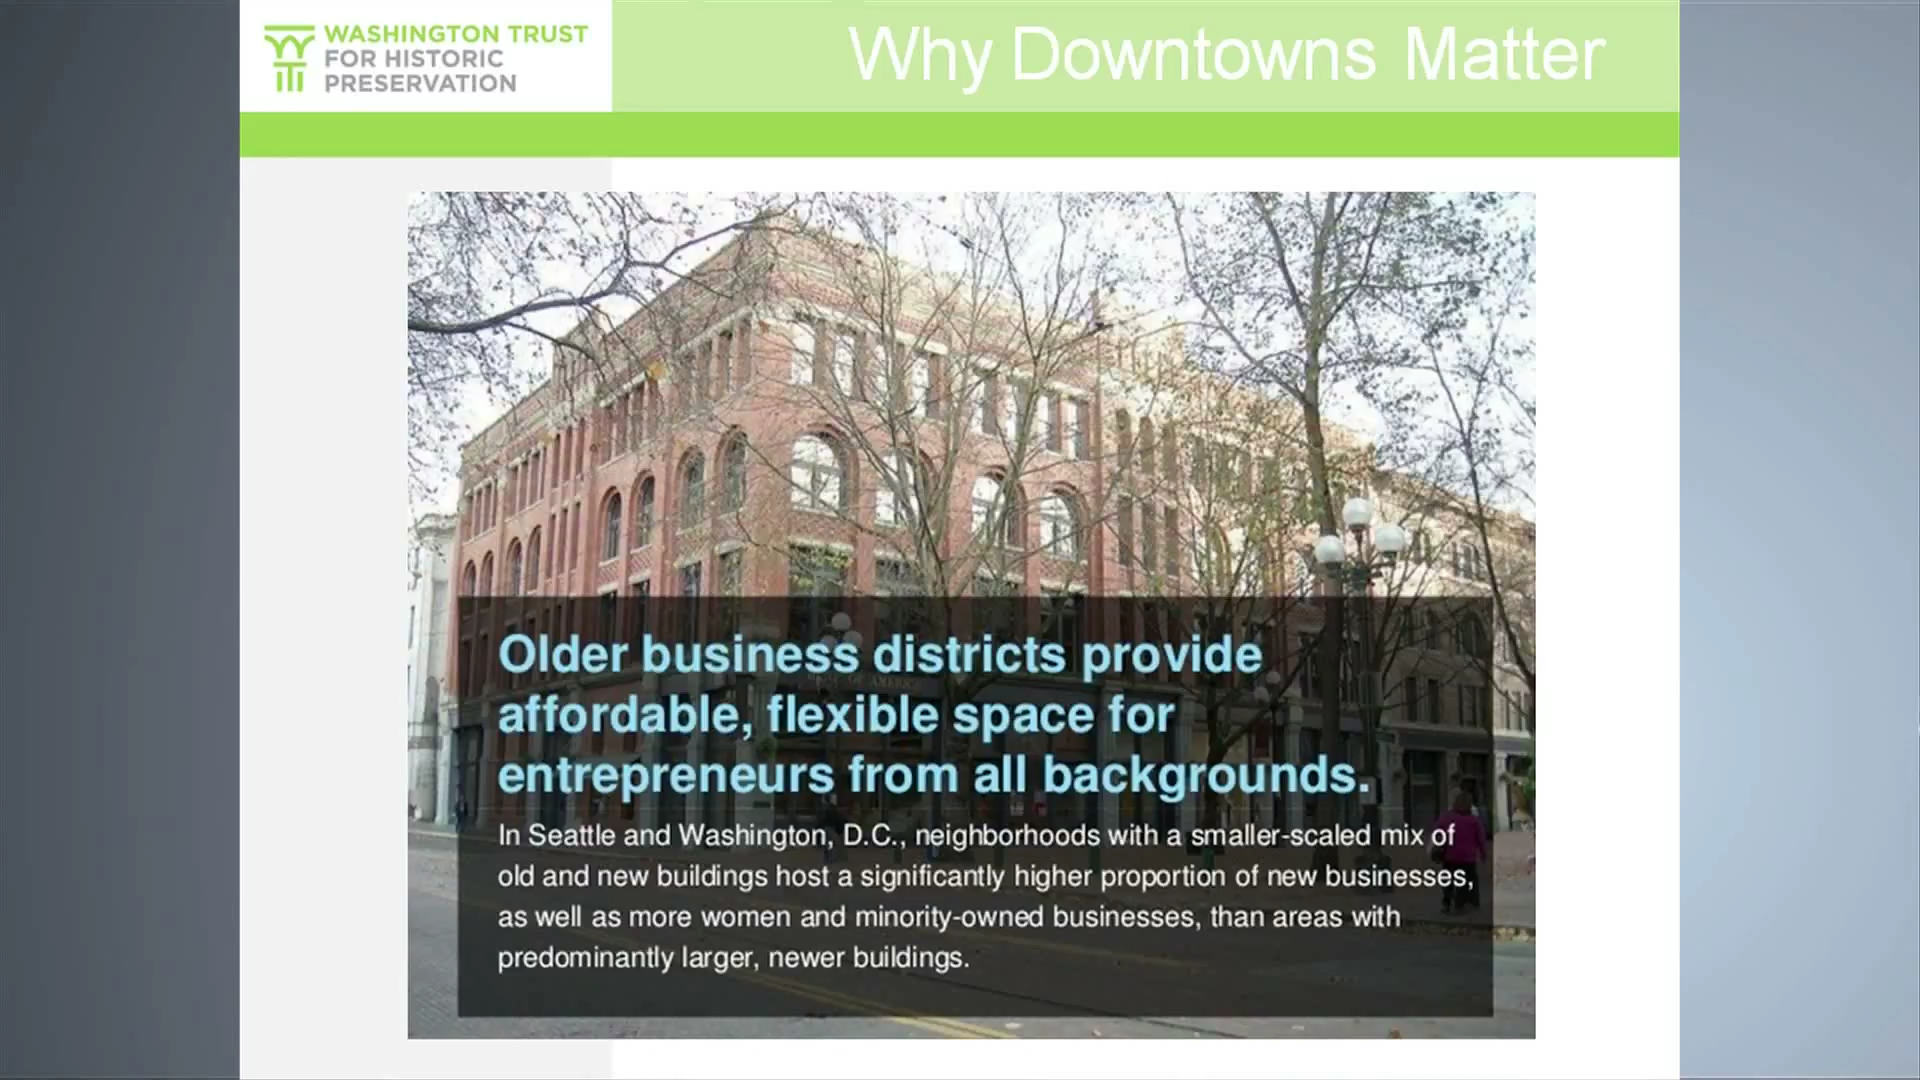 WASHINGTON TRUST
FOR HISTORIC
PRESERVATION
Why Downtowns Matter
Older business districts provide
affordable, flexible space for
entrepreneurs from all backgrounds.
In Seattle and Washington, D.C., neighborhoods with a smaller-scaled mix of
old and new buildings host a significantly higher proportion of new businesses,
as well as more women and minority-owned businesses, than areas with
predominantly larger, newer buildings.